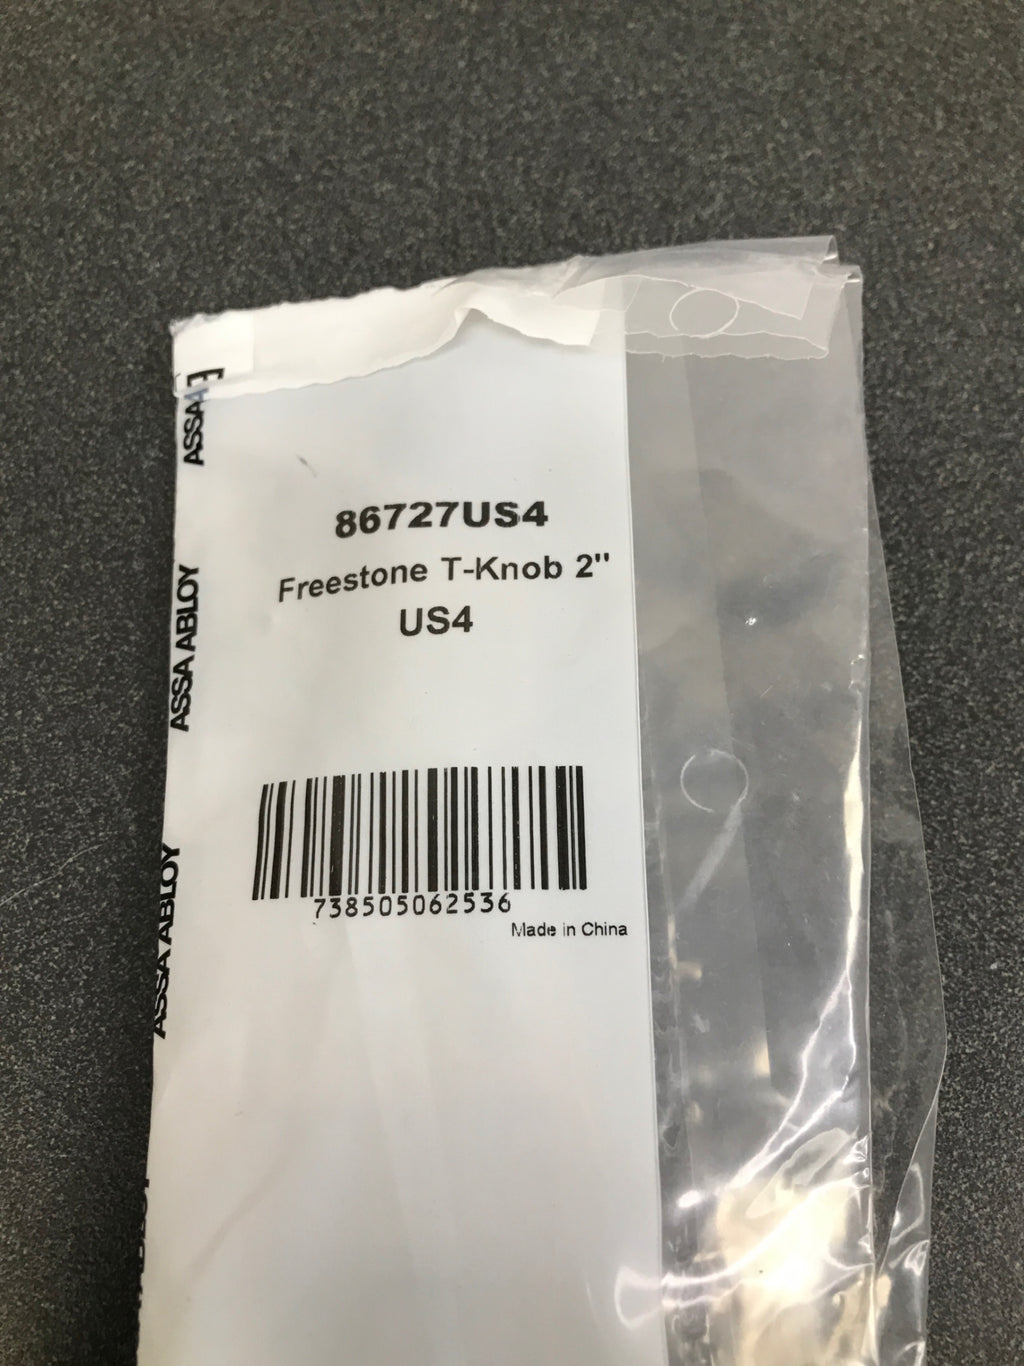 86727US4
Freestone T-Knob 2"
US4
738505062536
Made in China
ASSA
ASSA ABLOY
ASSA ABLOY